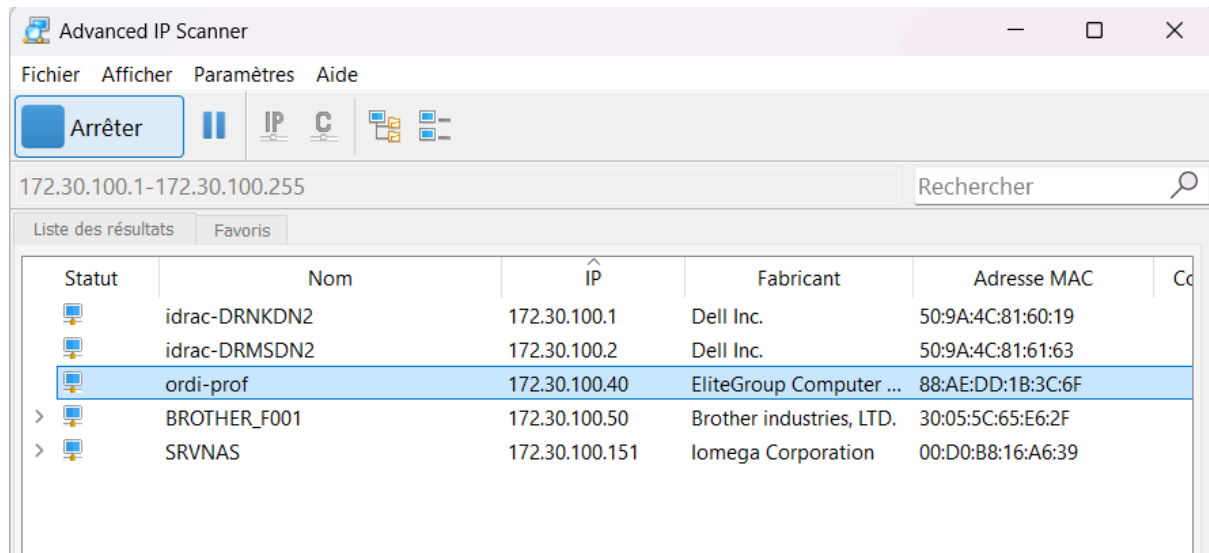 Advanced IP Scanner
Fichier Afficher Paramètres Aide
Arrêter IP C
172.30.100.1-172.30.100.255 Rechercher
Liste des résultats Favoris
Statut Nom IP Fabricant Adresse MAC Co
idrac-DRNKDN2 172.30.100.1 Dell Inc. 50:9A:4C:81:60:19
idrac-DRMSDN2 172.30.100.2 Dell Inc. 50:9A:4C:81:61:63
ordi-prof 172.30.100.40 EliteGroup Computer ... 88:AE:DD:1B:3C:6F
BROTHER_F001 172.30.100.50 Brother industries, LTD. 30:05:5C:65:E6:2F
SRVNAS 172.30.100.151 Iomega Corporation 00:D0:B8:16:A6:39